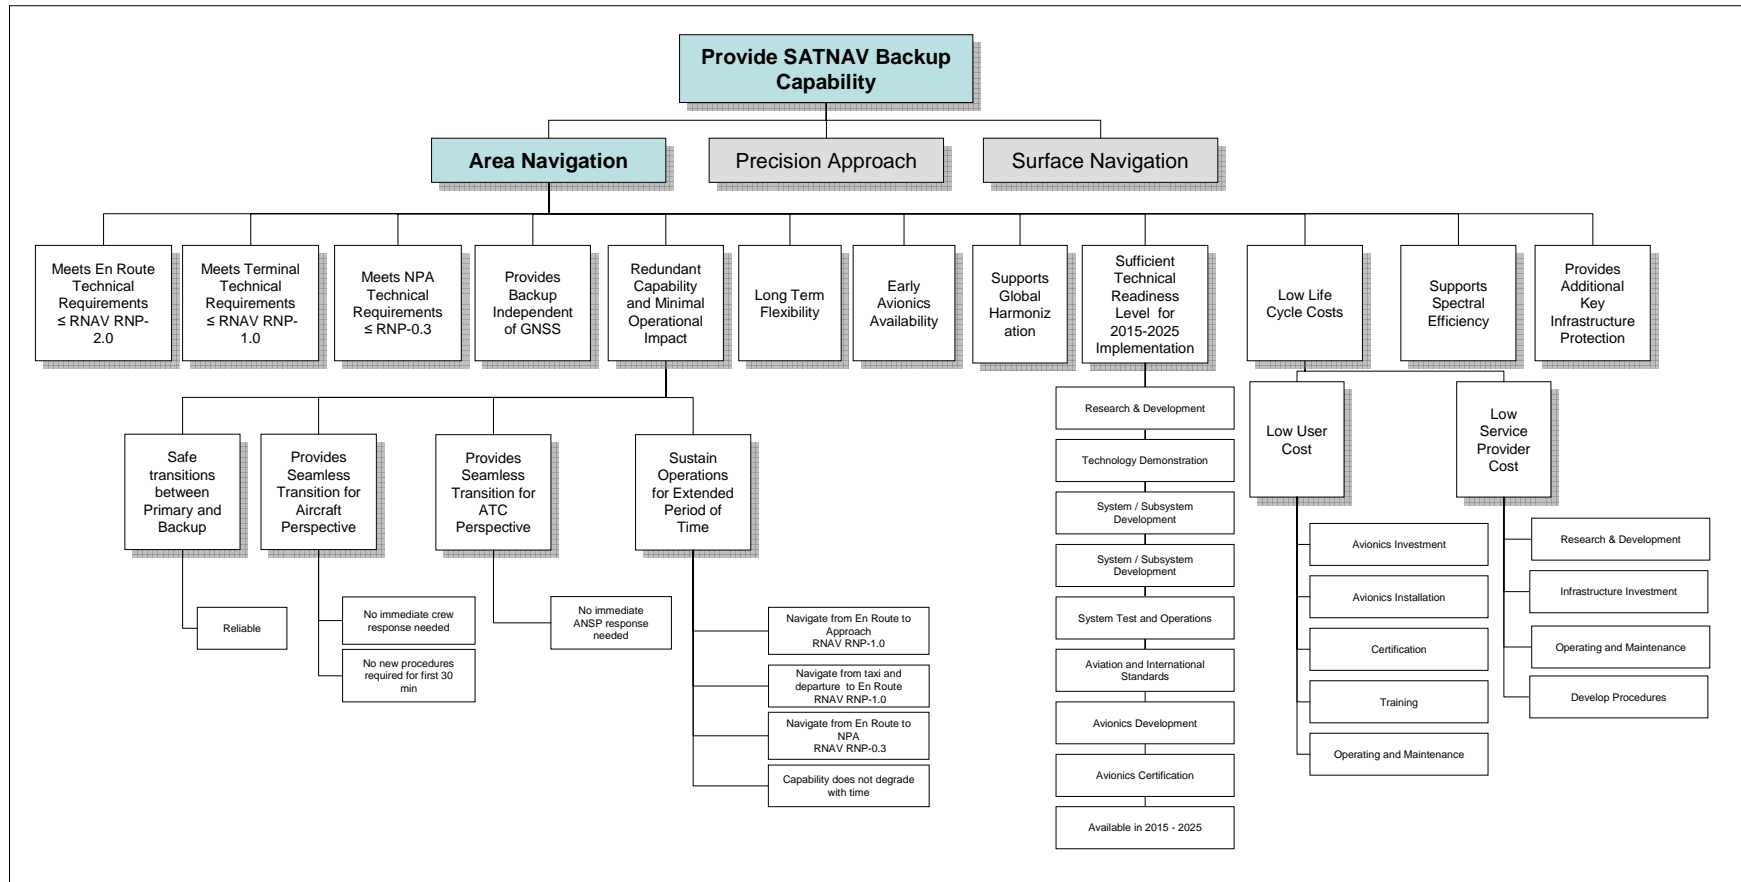 Provide SATNAV Backup
Capability
Area Navigation
Precision Approach
Surface Navigation
Meets En Route
Technical
Requirements
≤ RNAV RNP-
2.0
Meets Terminal
Technical
Requirements
≤ RNAV RNP-
1.0
Meets NPA
Technical
Requirements
≤ RNP-0.3
Provides
Backup
Independent
of GNSS
Redundant
Capability
and Minimal
Operational
Impact
Long Term
Flexibility
Early
Avionics
Availability
Supports
Global
Harmoniz
ation
Sufficient
Technical
Readiness
Level for
2015-2025
Implementation
Low Life
Cycle Costs
Supports
Spectral
Efficiency
Provides
Additional
Key
Infrastructure
Protection
Safe
transitions
between
Primary and
Backup
Provides
Seamless
Transition for
Aircraft
Perspective
Provides
Seamless
Transition for
ATC
Perspective
Sustain
Operations
for Extended
Period of
Time
Reliable
No immediate crew
response needed
No new procedures
required for first 30
min
No immediate
ANSP response
needed
Navigate from En Route to
Approach
RNAV RNP-1.0
Navigate from taxi and
departure to En Route
RNAV RNP-1.0
Navigate from En Route to
NPA
RNAV RNP-0.3
Capability does not degrade
with time
Research & Development
Technology Demonstration
System / Subsystem
Development
System / Subsystem
Development
System Test and Operations
Aviation and International
Standards
Avionics Development
Avionics Certification
Available in 2015 - 2025
Low User
Cost
Avionics Investment
Avionics Installation
Certification
Training
Operating and Maintenance
Low
Service
Provider
Cost
Research & Development
Infrastructure Investment
Operating and Maintenance
Develop Procedures